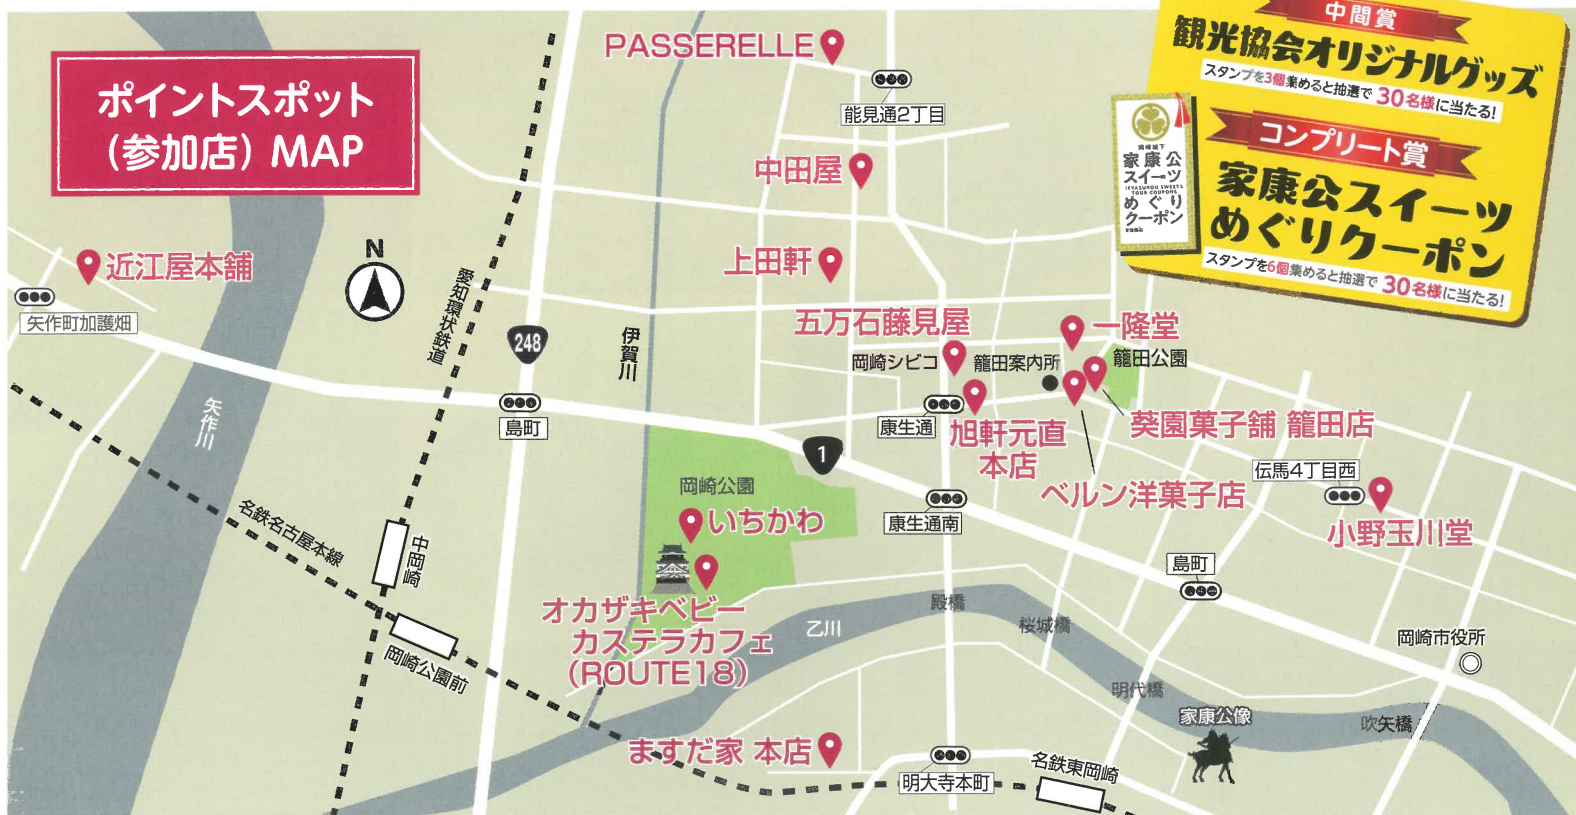 ポイントスポット
(参加店) MAP
中間賞
観光協会オリジナルグッズ
スタンプを3個集めると抽選で30名様に当たる!
コンプリート賞
家康公スイーツ
めぐりクーポン
スタンプを6個集めると抽選で30名様に当たる!
岡崎城下
家康公
スイーツ
IEYASUKOU SWEETS
TOUR COUPONS
めぐり
クーポン
PASSERELLE
能見通2丁目
中田屋
上田軒
近江屋本舗
矢作町加護畑
N
愛知環状鉄道
248
伊賀川
五万石藤見屋
一隆堂
岡崎シビコ
籠田案内所
籠田公園
島町
康生通
旭軒元直
本店
葵園菓子舗 籠田店
ベルン洋菓子店
1
矢作川
岡崎公園
いちかわ
康生通南
伝馬4丁目西
小野玉川堂
名鉄名古屋本線
中岡崎
島町
オカザキベビー
カステラカフェ
(ROUTE18)
乙川
殿橋
桜城橋
岡崎市役所
岡崎公園前
明代橋
家康公像
吹矢橋
ますだ家 本店
明大寺本町
名鉄東岡崎